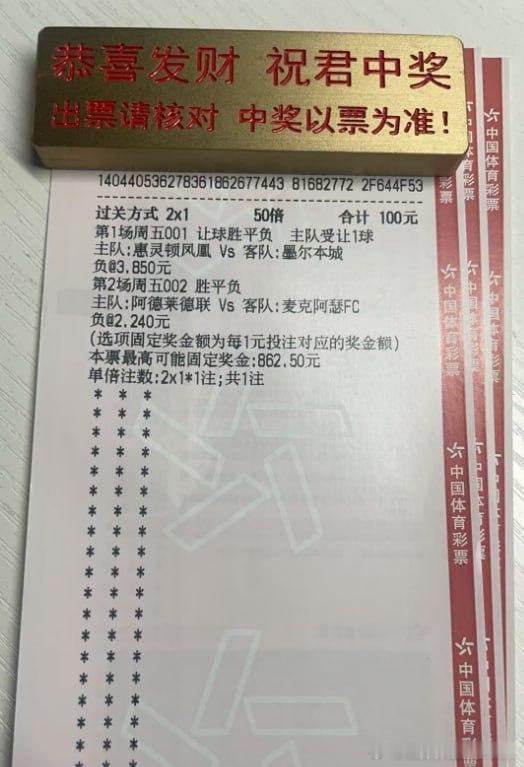 恭喜发财 祝君中奖
出票请核对 中奖以票为准!
140440536278361862677443 81682772 2F644F53
过关方式 2x1 50倍 合计 100元
第1场周五001 让球胜平负 主队受让1球
主队:惠灵顿凤凰 Vs 客队:墨尔本城
负@3.850元
第2场周五002 胜平负
主队:阿德莱德联 Vs 客队:麦克阿瑟FC
负@2.240元
(选项固定奖金额为每1元投注对应的奖金额)
本票最高可能固定奖金:862.50元
单倍注数:2x1*1注;共1注
中国体育彩票
中国体育彩票
中国体育彩票
中国体育彩票